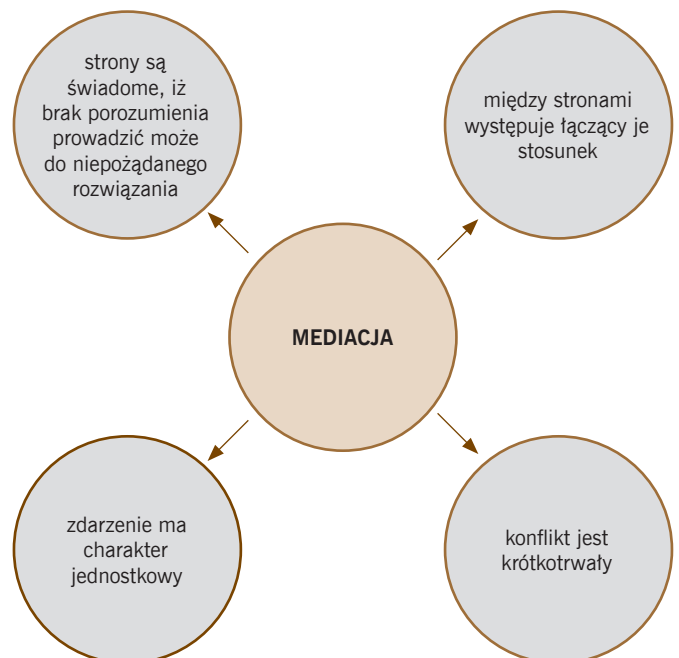 strony są
świadome, iż
brak porozumienia
prowadzić może
do niepożądanego
rozwiązania
między stronami
występuje łączący je
stosunek
MEDIACJA
zdarzenie ma
charakter
jednostkowy
konflikt jest
krótkotrwały